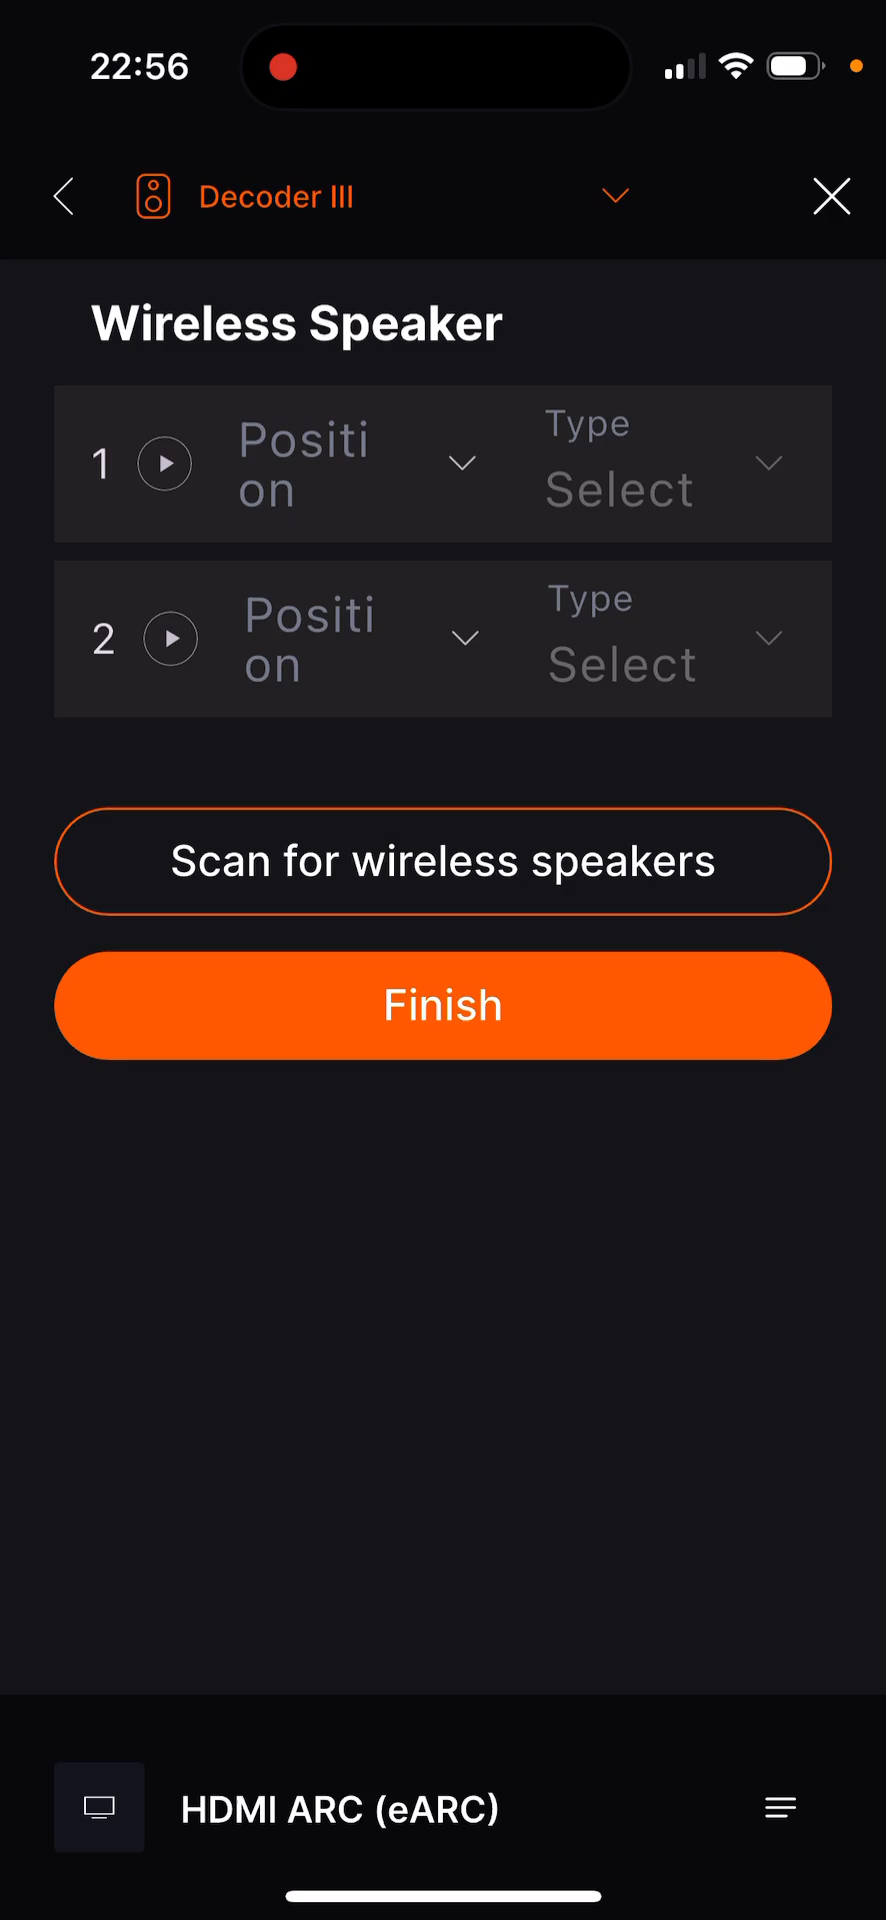 22:56
Decoder III
Wireless Speaker
1
Positi
on
Type
Select
2
Positi
on
Type
Select
Scan for wireless speakers
Finish
HDMI ARC (eARC)